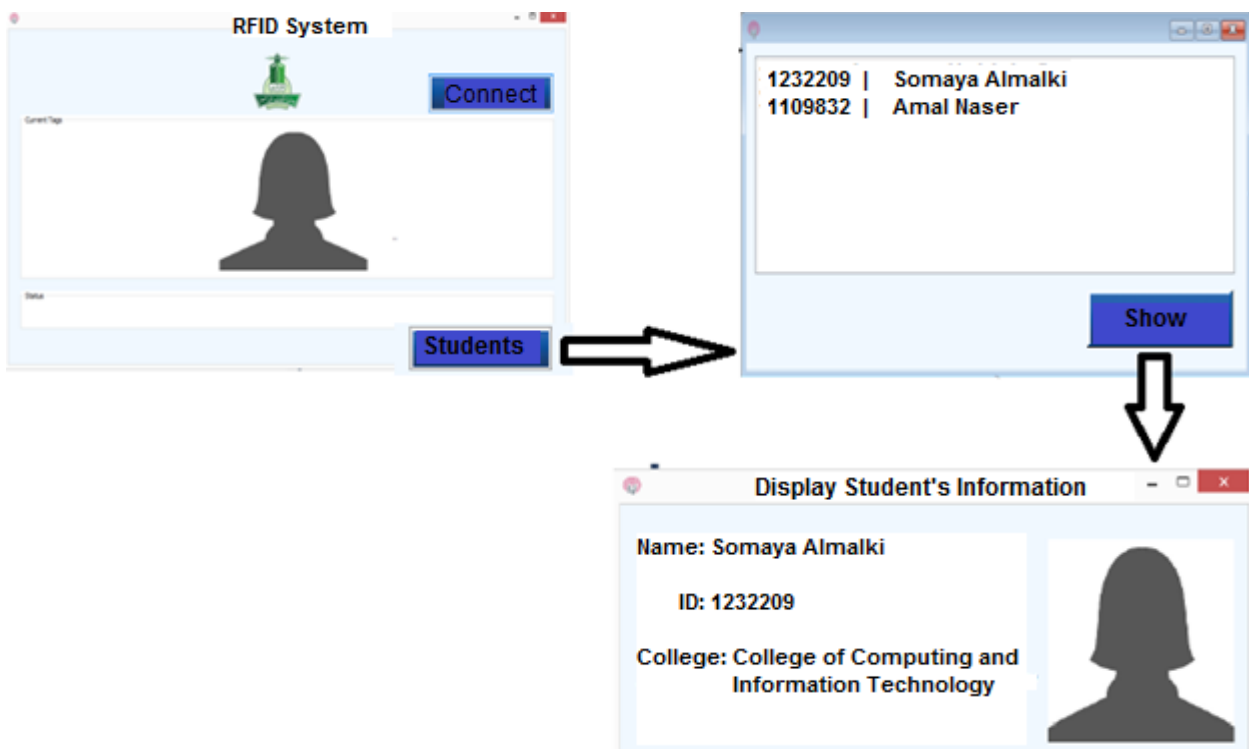 RFID System
Connect
Current Tags
Status
Students
1232209 | Somaya Almalki
1109832 | Amal Naser
Show
Display Student's Information
Name: Somaya Almalki
ID: 1232209
College: College of Computing and
Information Technology